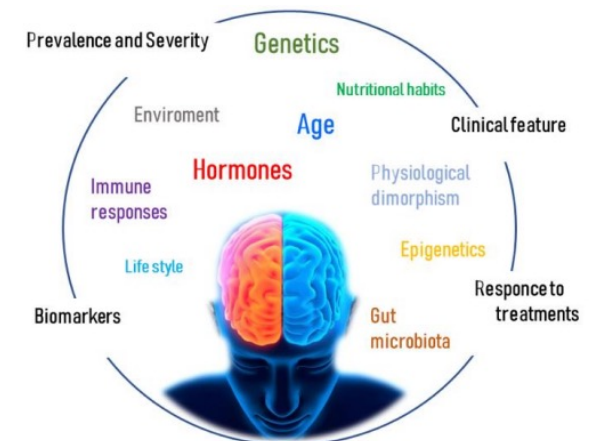 Prevalence and Severity
Genetics
Nutritional habits
Enviroment
Age
Clinical feature
Hormones
Physiological
dimorphism
Immune
responses
Epigenetics
Life style
Responce to
treatments
Biomarkers
Gut
microbiota